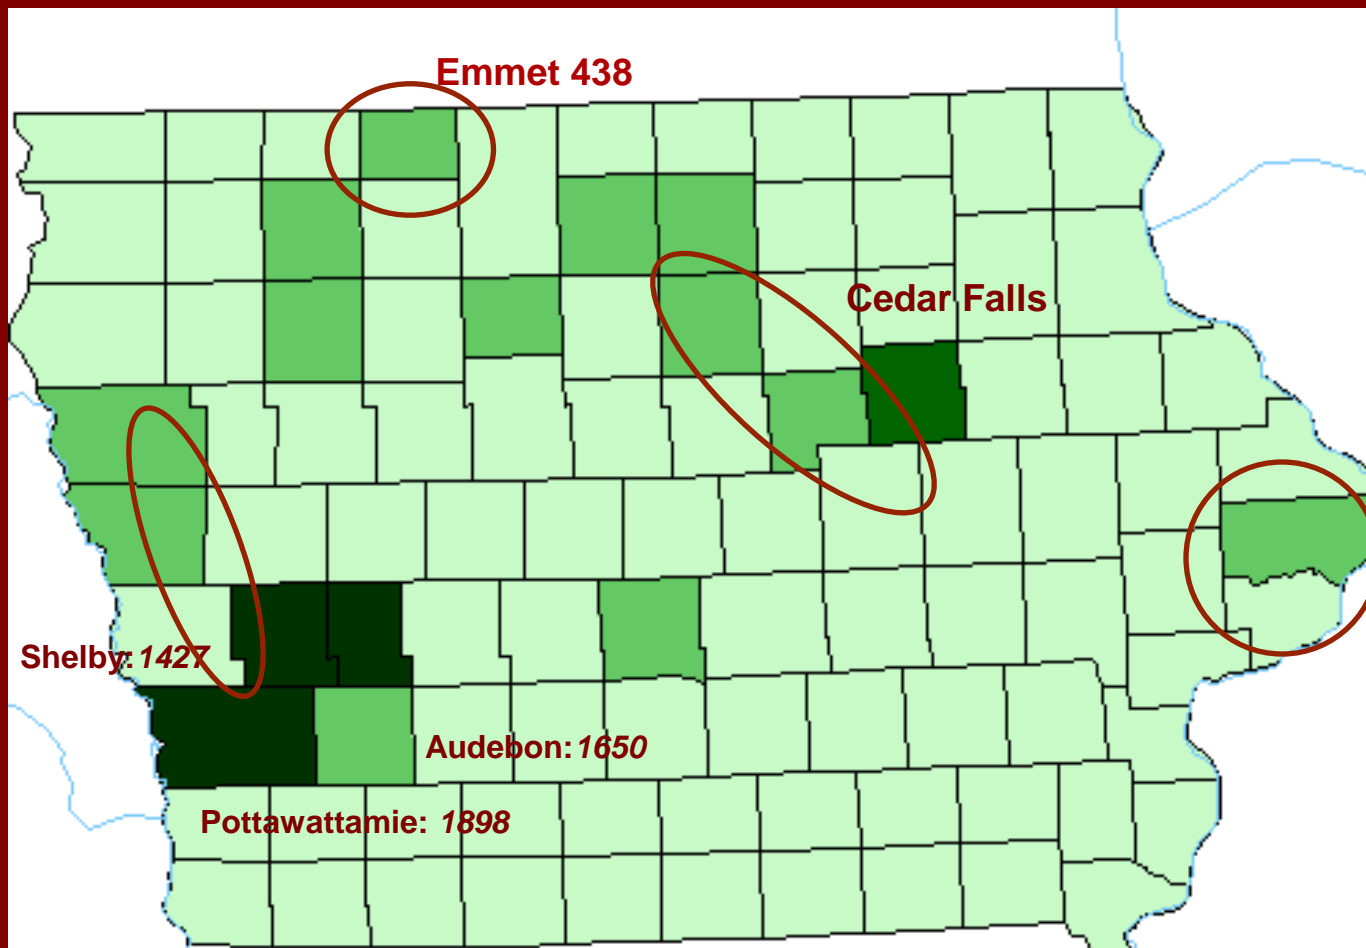 Emmet 438
Cedar Falls
Shelby: 1427
Audebon: 1650
Pottawattamie: 1898